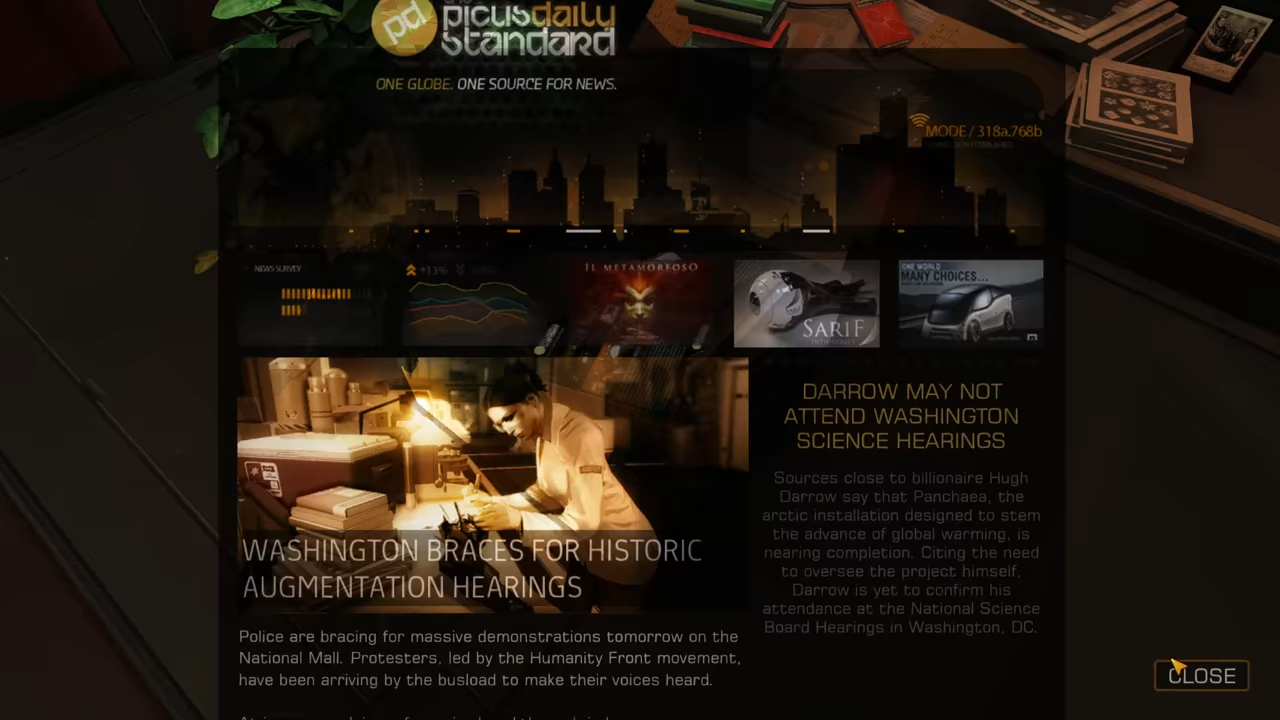 pd
picusdaily
standard
ONE GLOBE. ONE SOURCE FOR NEWS.
MODE / 318a.768b
NEWS SURVEY
+13%
IL METAMORFOSO
SARIF
ONE WORLD
MANY CHOICES...
DARROW MAY NOT
ATTEND WASHINGTON
SCIENCE HEARINGS
Sources close to billionaire Hugh
Darrow say that Panchaea, the
arctic installation designed to stem
the advance of global warming, is
nearing completion. Citing the need
to oversee the project himself,
Darrow is yet to confirm his
attendance at the National Science
Board Hearings in Washington, DC.
WASHINGTON BRACES FOR HISTORIC
AUGMENTATION HEARINGS
Police are bracing for massive demonstrations tomorrow on the
National Mall. Protesters, led by the Humanity Front movement,
have been arriving by the busload to make their voices heard.
CLOSE